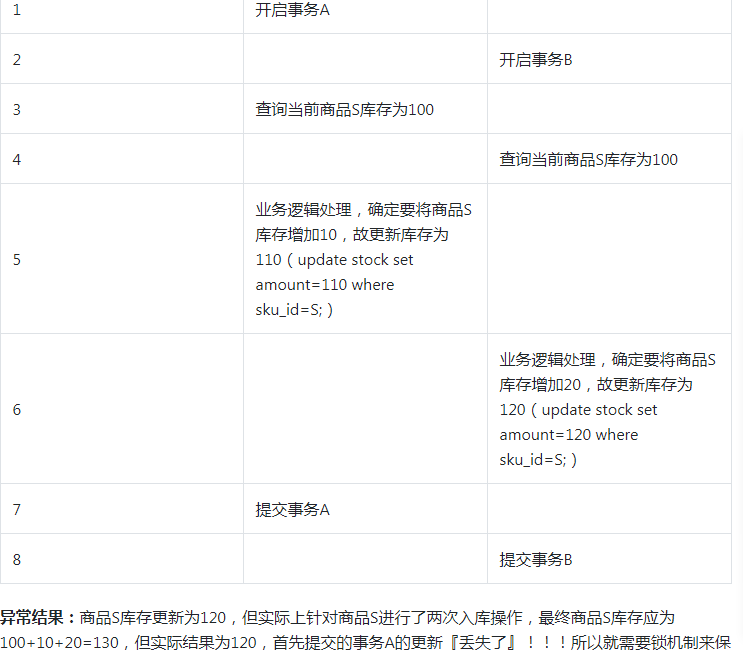 1 开启事务A
2 开启事务B
3 查询当前商品S库存为100
4 查询当前商品S库存为100
业务逻辑处理，确定要将商品S
库存增加10，故更新库存为
5 110（update stock set
amount=110 where
sku_id=S;）
业务逻辑处理，确定要将商品S
库存增加20，故更新库存为
6 120（update stock set
amount=120 where
sku_id=S;）
7 提交事务A
8 提交事务B
异常结果：商品S库存更新为120，但实际上针对商品S进行了两次入库操作，最终商品S库存应为
100+10+20=130，但实际结果为120，首先提交的事务A的更新『丢失了』！！！所以就需要锁机制来保